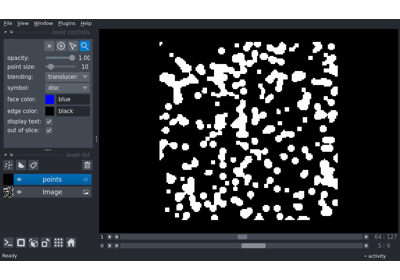 File View Window Plugins Help
layer controls
opacity: 1.00
point size: 10
blending: translucen
symbol: disc
face color: blue
edge color: black
display text:
out of slice:
layer list
points
Image
1 64 127
0 5 9
Ready activity